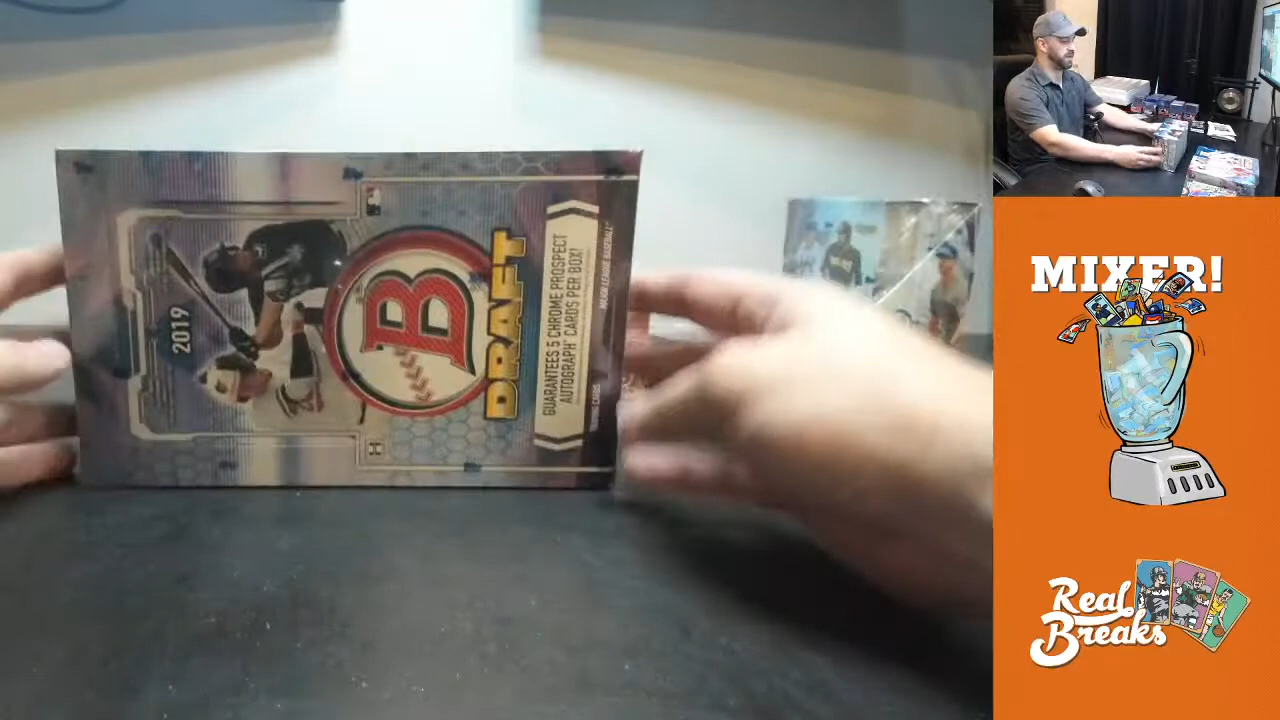 2019
B
DRAFT
GUARANTEES 5 CHROME PROSPECT
AUTOGRAPH CARDS PER BOX!
H
MIXER!
Real
Breaks